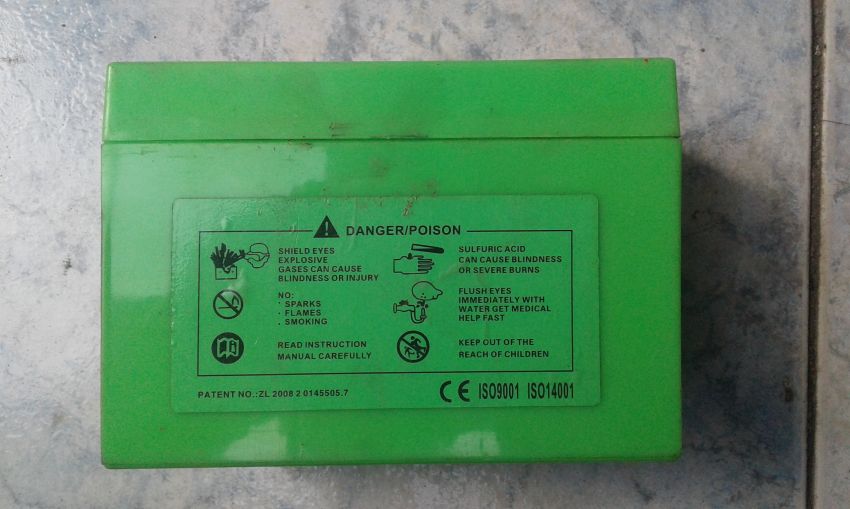 DANGER/POISON
SHIELD EYES
EXPLOSIVE
GASES CAN CAUSE
BLINDNESS OR INJURY
SULFURIC ACID
CAN CAUSE BLINDNESS
OR SEVERE BURNS
NO:
· SPARKS
· FLAMES
· SMOKING
FLUSH EYES
IMMEDIATELY WITH
WATER GET MEDICAL
HELP FAST
READ INSTRUCTION
MANUAL CAREFULLY
KEEP OUT OF THE
REACH OF CHILDREN
PATENT NO.:ZL 2008 2 0145505.7
CE ISO9001 ISO14001